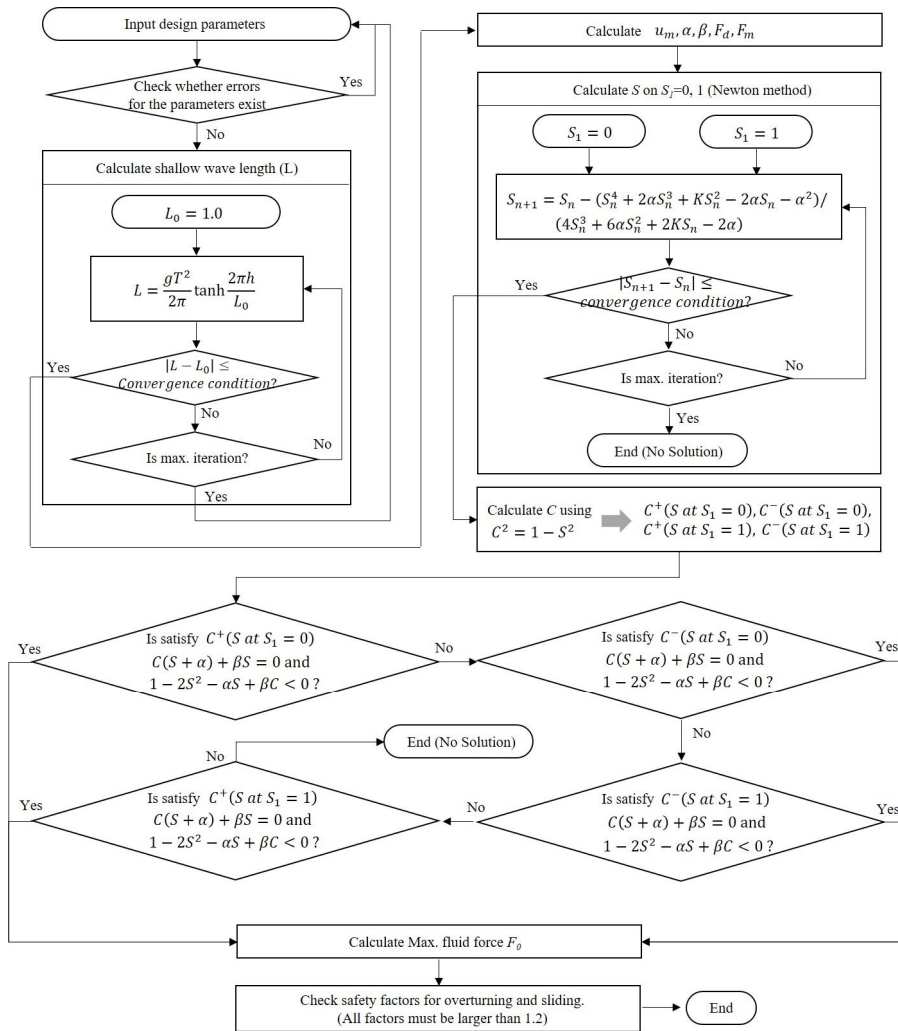 Input design parameters
Check whether errors
for the parameters exist
Yes
No
Calculate shallow wave length (L)
L₀ = 1.0
L = gT²/2π tanh 2πh/L₀
Yes
|L − L₀| ≤
Convergence condition?
No
Is max. iteration?
No
Yes
Calculate u_m, α, β, F_d, F_m
Calculate S on S₁=0, 1 (Newton method)
S₁ = 0
S₁ = 1
S_{n+1} = S_n − (S_n⁴ + 2αS_n³ + KS_n² − 2αS_n − α²)/
(4S_n³ + 6αS_n² + 2KS_n − 2α)
Yes
|S_{n+1} − S_n| ≤
convergence condition?
No
Is max. iteration?
No
Yes
End (No Solution)
Calculate C using
C² = 1 − S²
C⁺(S at S₁ = 0), C⁻(S at S₁ = 0),
C⁺(S at S₁ = 1), C⁻(S at S₁ = 1)
Yes
Is satisfy C⁺(S at S₁ = 0)
C(S + α) + βS = 0 and
1 − 2S² − αS + βC < 0 ?
No
Is satisfy C⁻(S at S₁ = 0)
C(S + α) + βS = 0 and
1 − 2S² − αS + βC < 0 ?
Yes
No
Is satisfy C⁻(S at S₁ = 1)
C(S + α) + βS = 0 and
1 − 2S² − αS + βC < 0 ?
Yes
No
Is satisfy C⁺(S at S₁ = 1)
C(S + α) + βS = 0 and
1 − 2S² − αS + βC < 0 ?
Yes
No
End (No Solution)
Calculate Max. fluid force F₀
Check safety factors for overturning and sliding.
(All factors must be larger than 1.2)
End